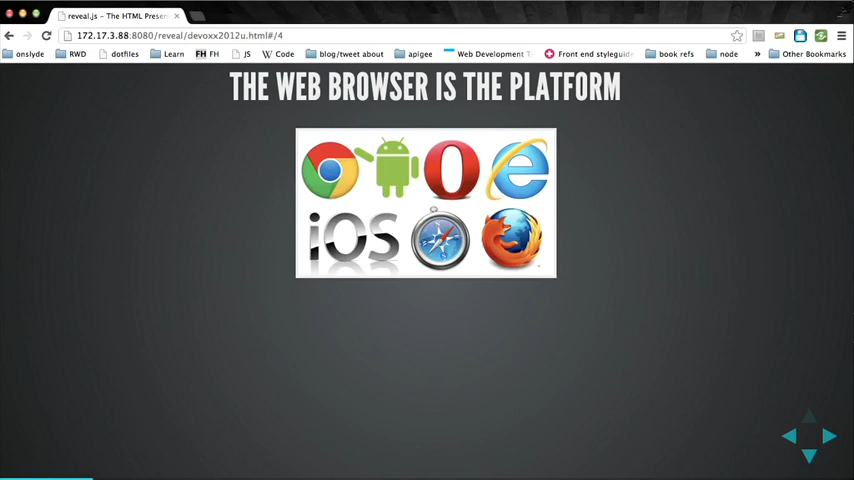 reveal.js – The HTML Present
172.17.3.88:8080/reveal/devoxx2012u.html#/4
onslyde RWD dotfiles Learn FH FH JS Code blog/tweet about apigee Web Development T Front end styleguide book refs node » Other Bookmarks
THE WEB BROWSER IS THE PLATFORM
iOS